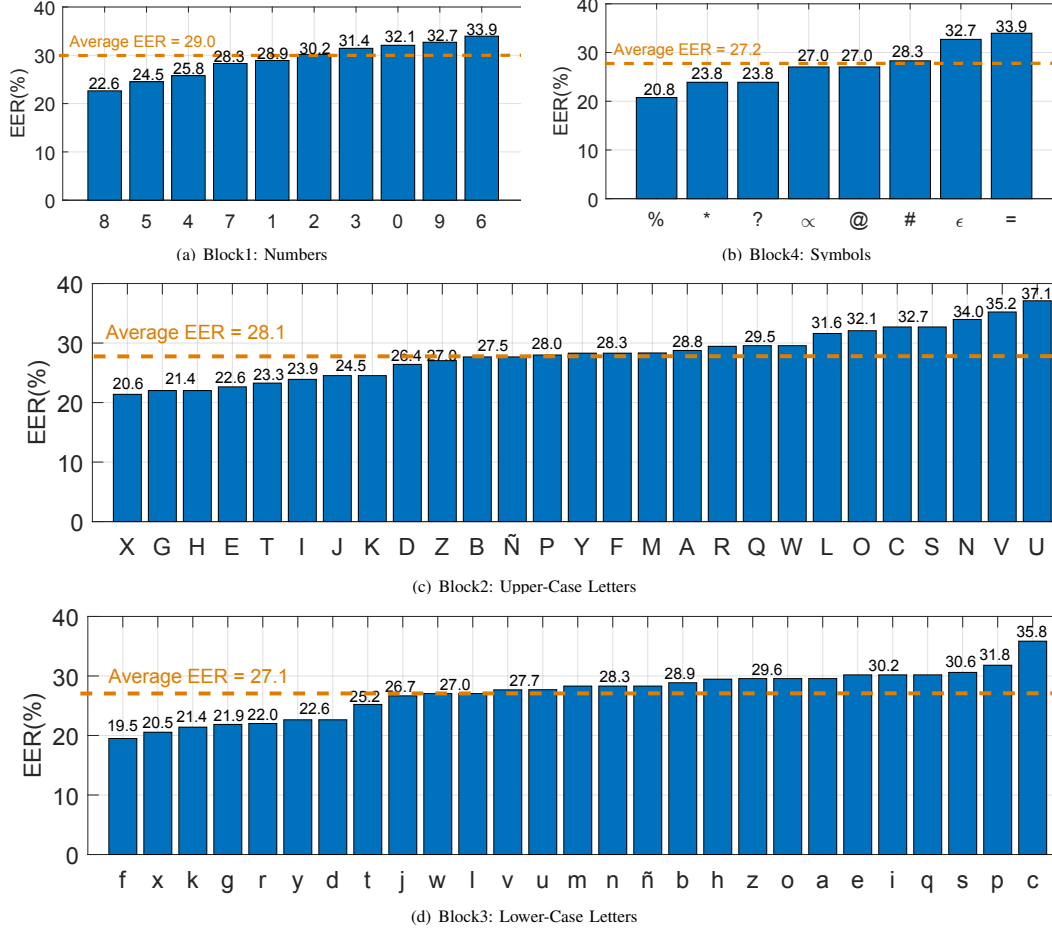 40
30
20
10
0
EER(%)
Average EER = 29.0
22.6 24.5 25.8 28.3 28.9 30.2 31.4 32.1 32.7 33.9
8 5 4 7 1 2 3 0 9 6
(a) Block1: Numbers
40
30
20
10
0
EER(%)
Average EER = 27.2
20.8 23.8 23.8 27.0 27.0 28.3 32.7 33.9
% * ? ∝ @ # ϵ =
(b) Block4: Symbols
40
30
20
10
0
EER(%)
Average EER = 28.1
20.6 21.4 22.6 23.3 23.9 24.5 26.4 27.0 27.5 28.0 28.3 28.8 29.5 31.6 32.1 32.7 34.0 35.2 37.1
X G H E T I J K D Z B Ñ P Y F M A R Q W L O C S N V U
(c) Block2: Upper-Case Letters
40
30
20
10
0
EER(%)
Average EER = 27.1
19.5 20.5 21.4 21.9 22.0 22.6 25.2 26.7 27.0 27.7 28.3 28.9 29.6 30.2 30.6 31.8 35.8
f x k g r y d t j w l v u m n ñ b h z o a e i q s p c
(d) Block3: Lower-Case Letters